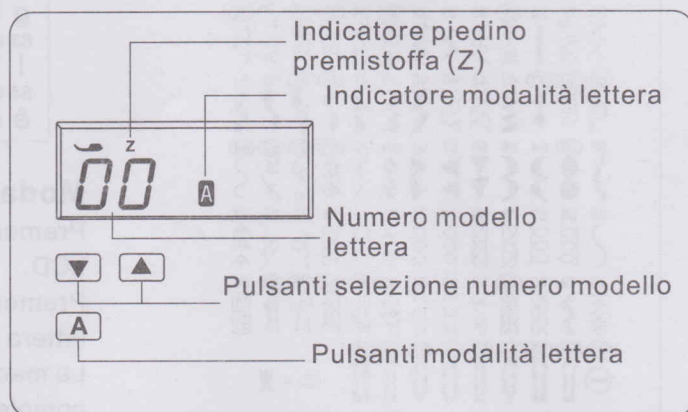 Indicatore piedino
premistoffa (Z)
Indicatore modalità lettera
Z
00 A
Numero modello
lettera
▼ ▲
Pulsanti selezione numero modello
A
Pulsanti modalità lettera